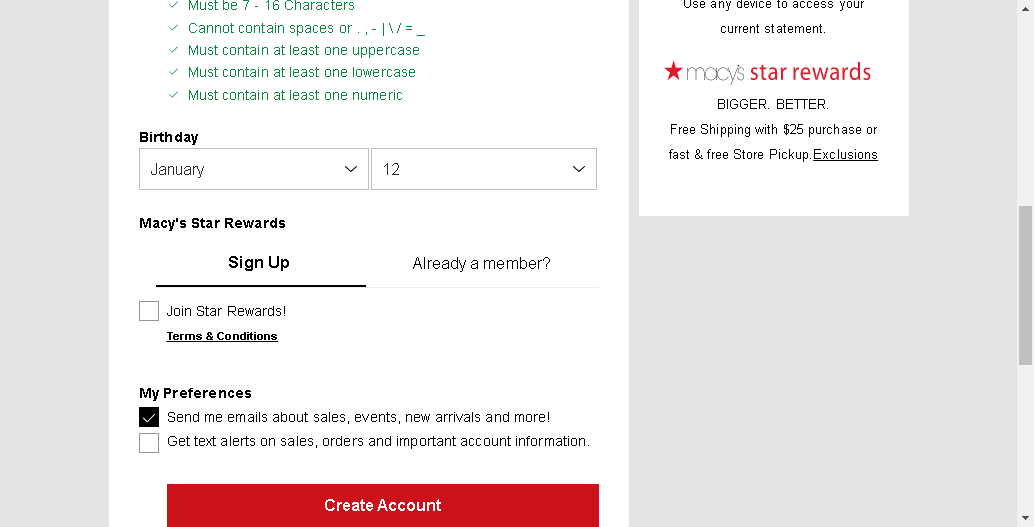 Must be 7 - 16 Characters
Cannot contain spaces or . , - | \ / = _
Must contain at least one uppercase
Must contain at least one lowercase
Must contain at least one numeric
Birthday
January
12
Macy's Star Rewards
Sign Up
Already a member?
Join Star Rewards!
Terms & Conditions
My Preferences
Send me emails about sales, events, new arrivals and more!
Get text alerts on sales, orders and important account information.
Create Account
Use any device to access your
current statement.
macy's star rewards
BIGGER. BETTER.
Free Shipping with $25 purchase or
fast & free Store Pickup.Exclusions